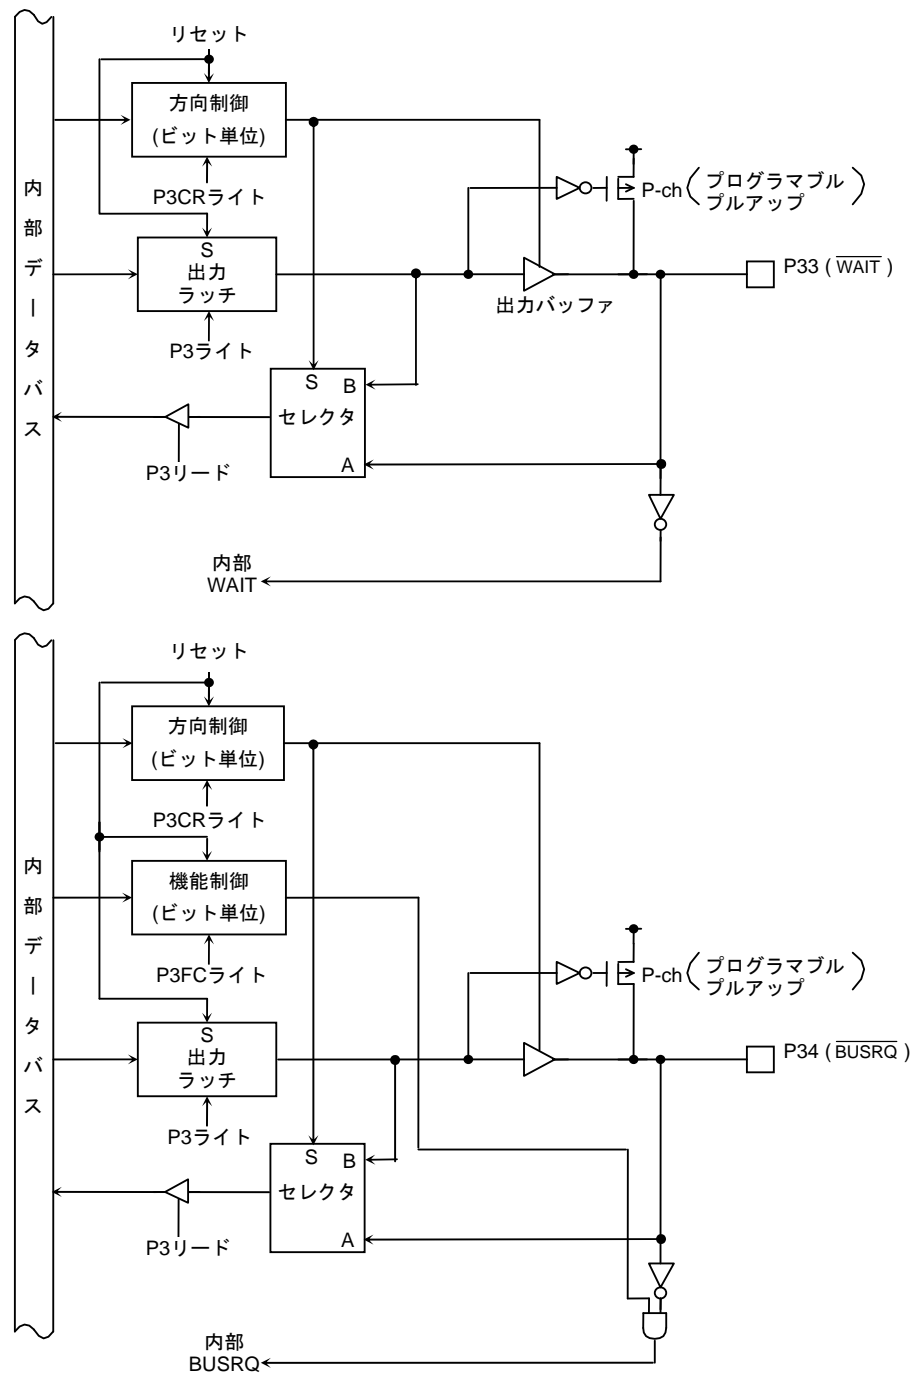 リセット
方向制御
(ビット単位)
P3CRライト
内部データバス
S
出力
ラッチ
P3ライト
P-ch
プログラマブル
プルアップ
P33 ( WAIT )
出力バッファ
S B
セレクタ
A
P3リード
内部
WAIT
リセット
方向制御
(ビット単位)
P3CRライト
内部データバス
機能制御
(ビット単位)
P3FCライト
S
出力
ラッチ
P3ライト
P-ch
プログラマブル
プルアップ
P34 ( BUSRQ )
S B
セレクタ
A
P3リード
内部
BUSRQ